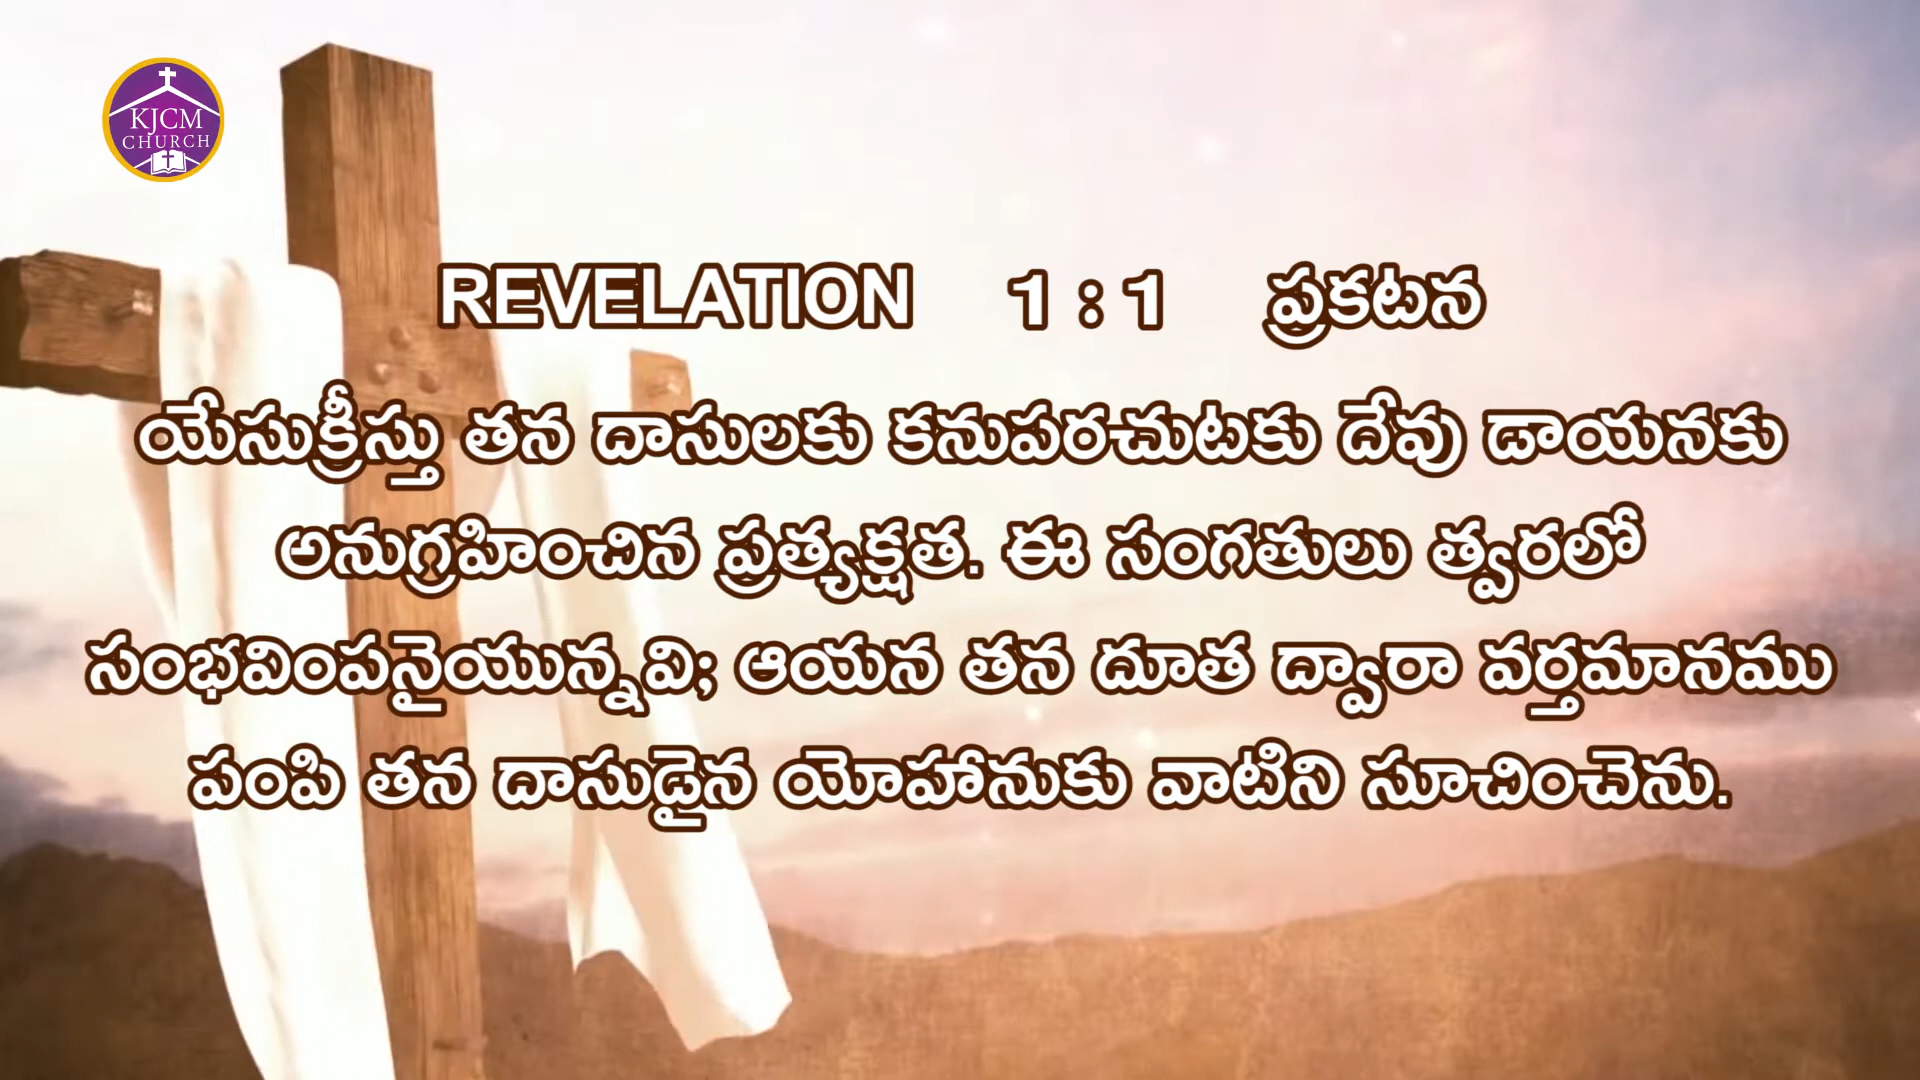 KJCM
CHURCH
REVELATION 1 : 1 ప్రకటన
యేసుక్రీస్తు తన దాసులకు కనుపరచుటకు దేవు డాయనకు
అనుగ్రహించిన ప్రత్యక్షత. ఈ సంగతులు త్వరలో
సంభవింపనైయున్నవి; ఆయన తన దూత ద్వారా వర్తమానము
పంపి తన దాసుడైన యోహానుకు వాటిని సూచించెను.